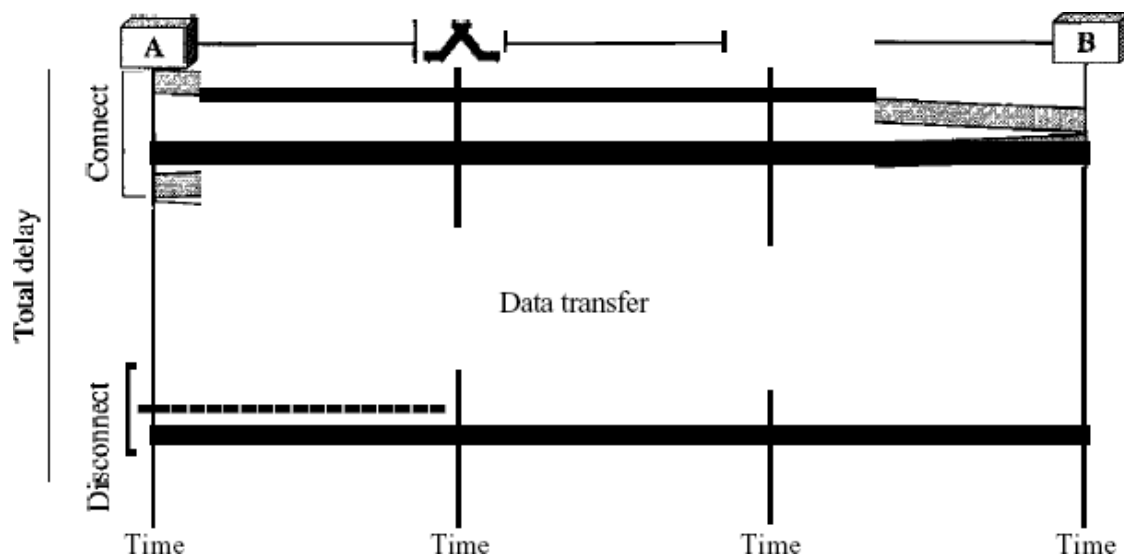 A
B
Connect
Total delay
Data transfer
Disconnect
Time
Time
Time
Time